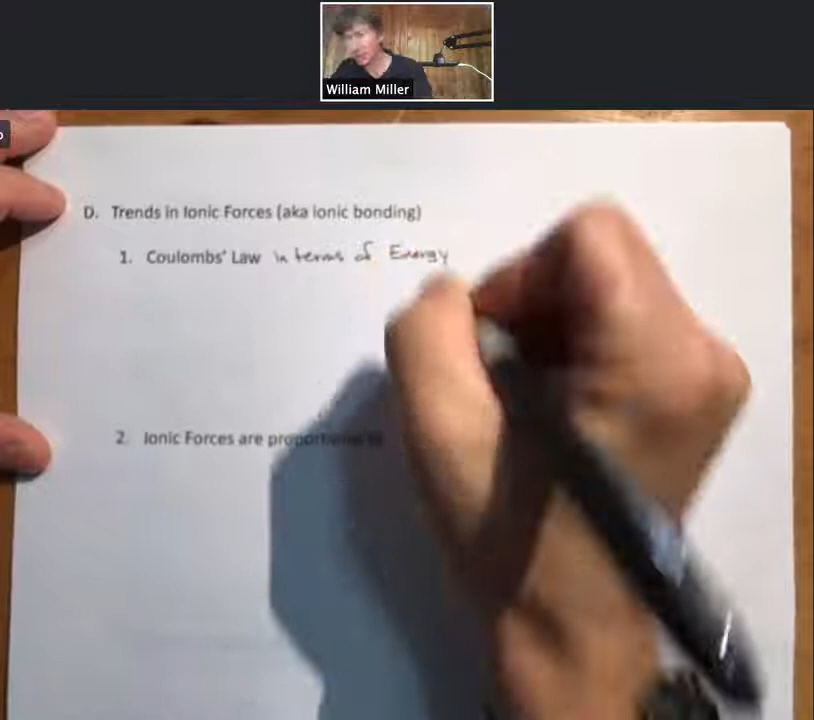 William Miller
D. Trends in Ionic Forces (aka ionic bonding)
1. Coulombs' Law in terms of Energy
2. Ionic Forces are proportional to